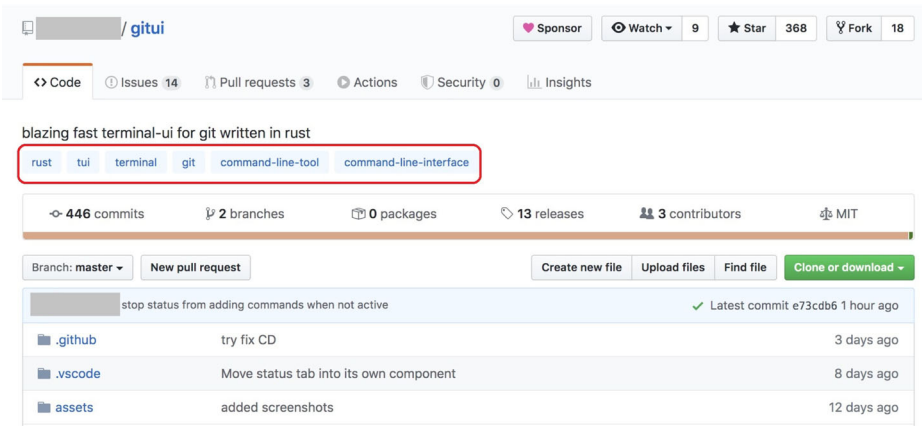 / gitui Sponsor Watch 9 Star 368 Fork 18
Code Issues 14 Pull requests 3 Actions Security 0 Insights
blazing fast terminal-ui for git written in rust
rust tui terminal git command-line-tool command-line-interface
446 commits 2 branches 0 packages 13 releases 3 contributors MIT
Branch: master New pull request Create new file Upload files Find file Clone or download
stop status from adding commands when not active Latest commit e73cdb6 1 hour ago
.github try fix CD 3 days ago
.vscode Move status tab into its own component 8 days ago
assets added screenshots 12 days ago